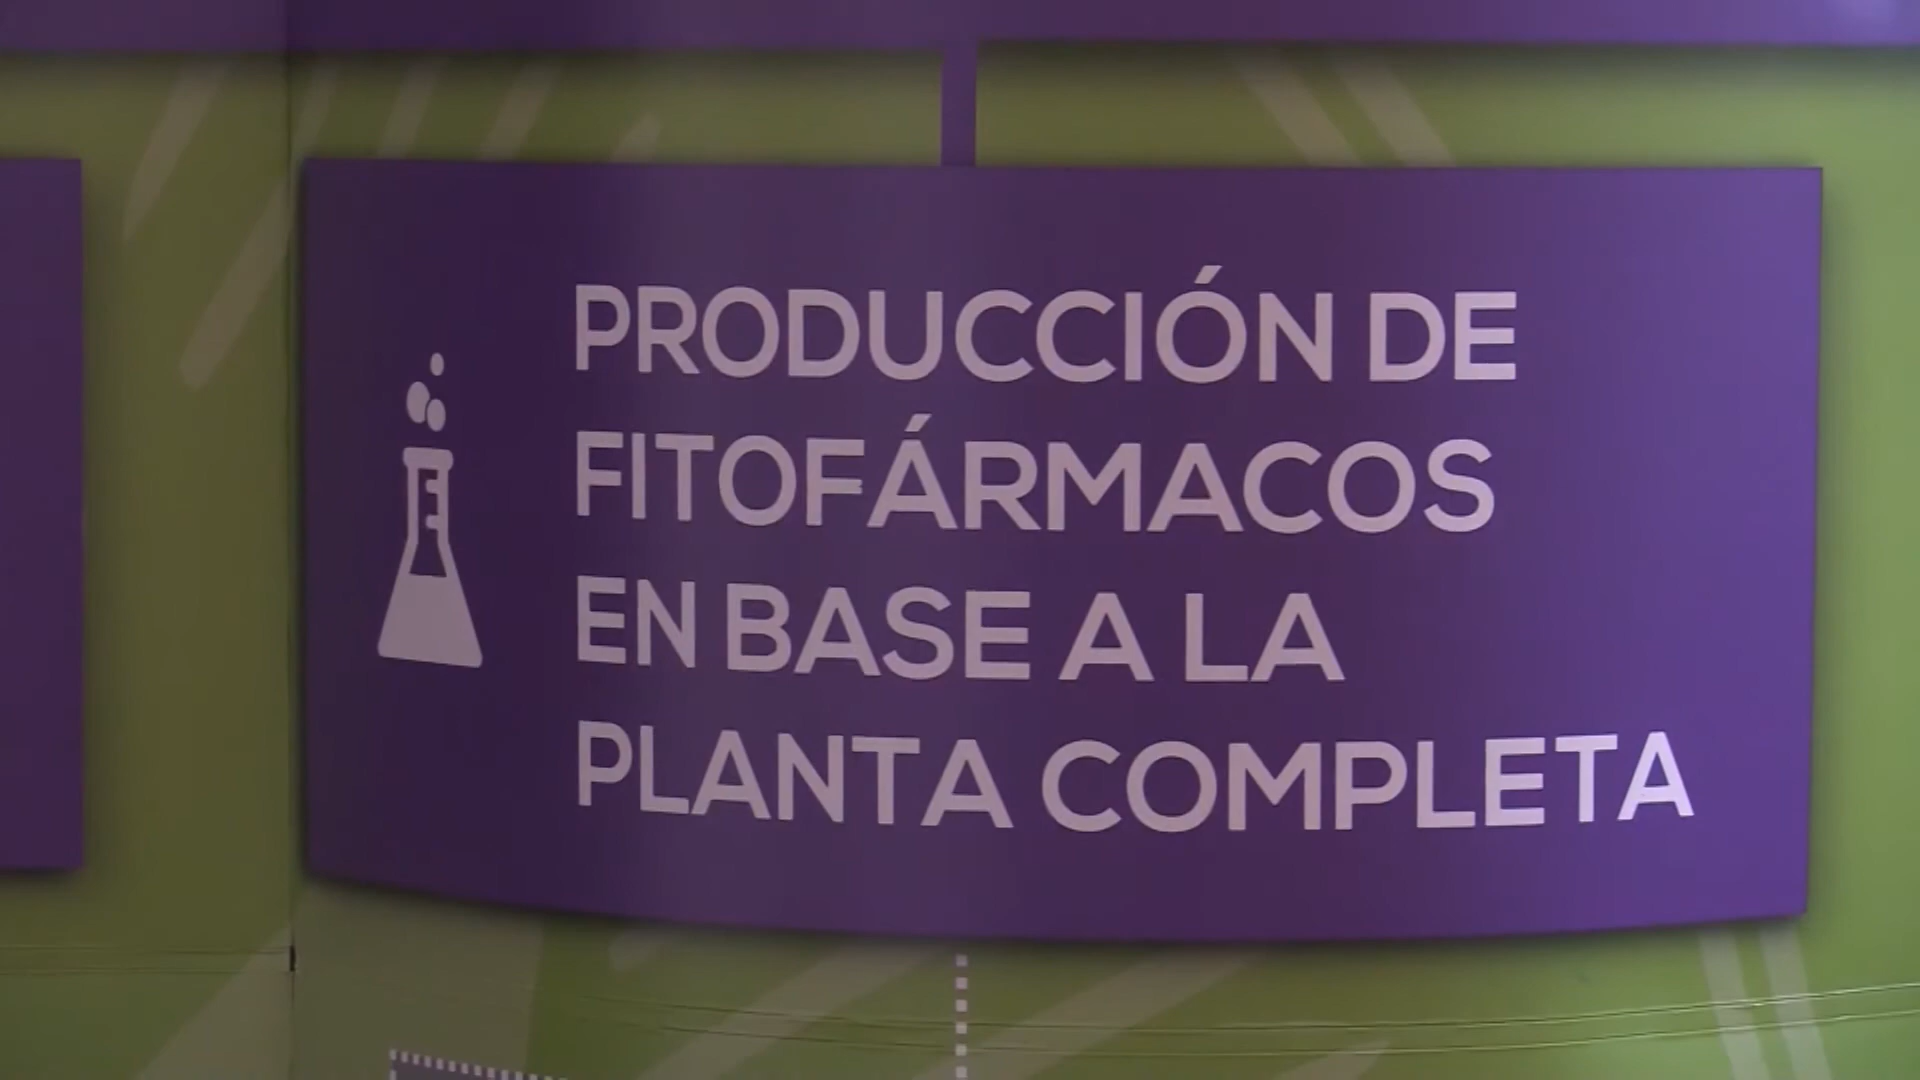 PRODUCCIÓN DE
FITOFÁRMACOS
EN BASE A LA
PLANTA COMPLETA